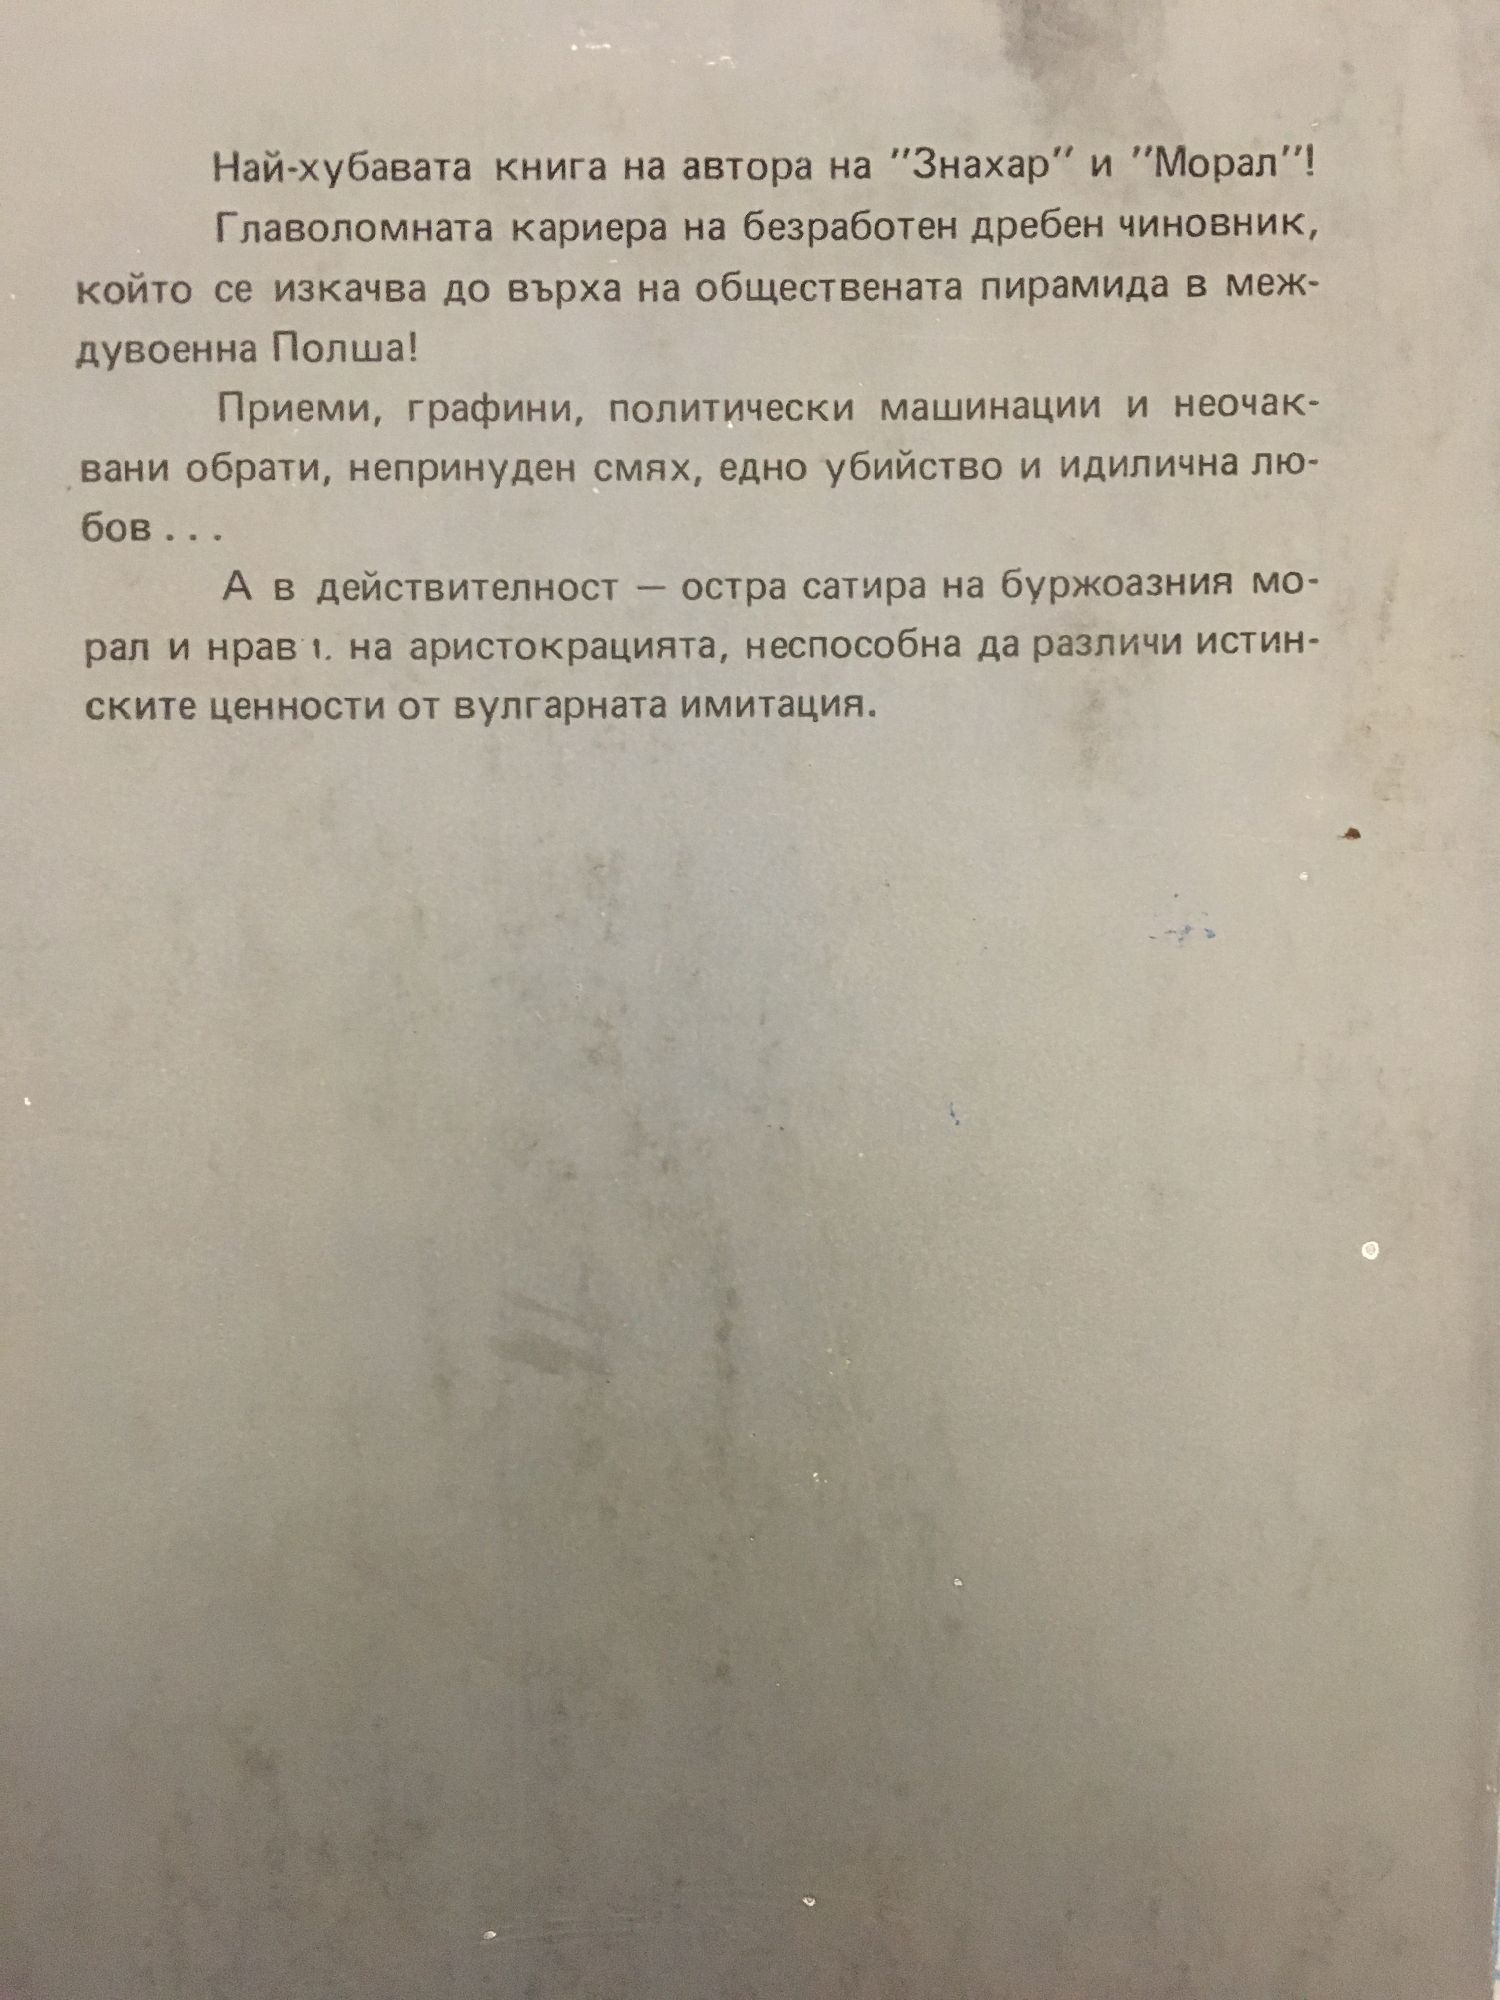 Най-хубавата книга на автора на "Знахар" и "Морал"!
Главоломната кариера на безработен дребен чиновник,
който се изкачва до върха на обществената пирамида в меж-
дувоенна Полша!
Приеми, графини, политически машинации и неочак-
вани обрати, непринуден смях, едно убийство и идилична лю-
бов . . .
А в действителност — остра сатира на буржоазния мо-
рал и на аристокрацията, неспособна да различи истин-
ските ценности от вулгарната имитация.